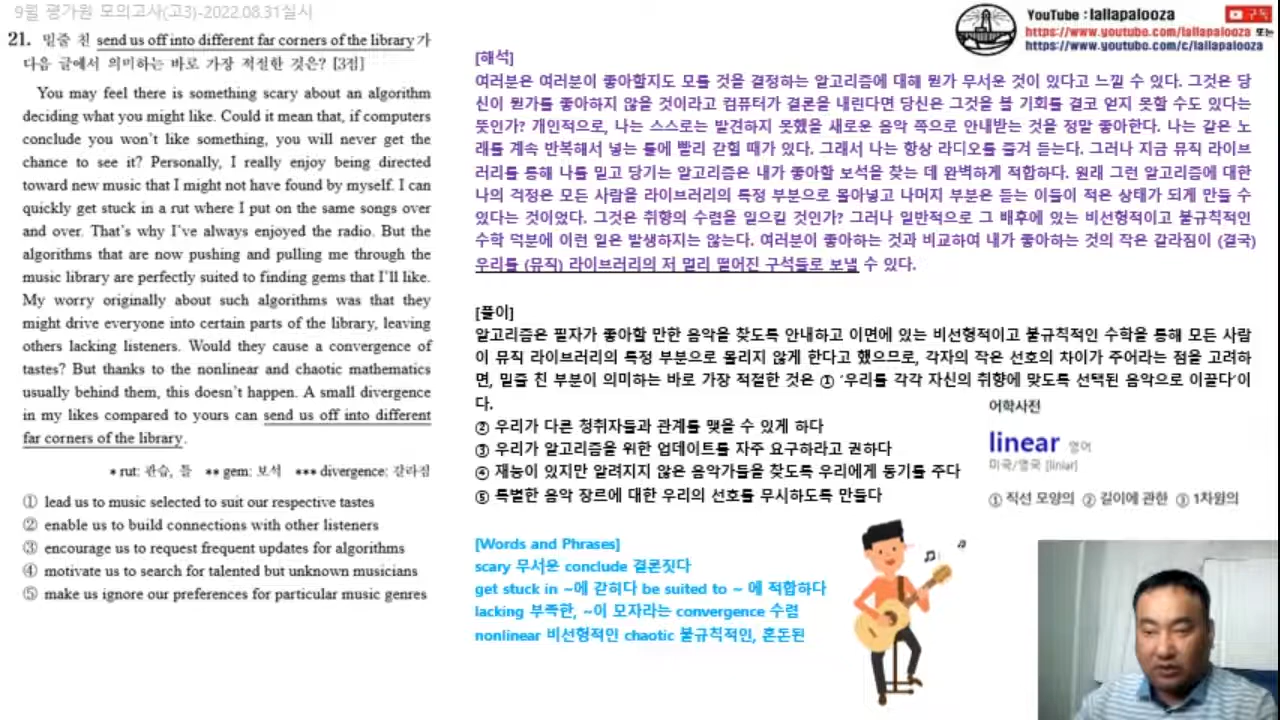 9월 평가원 모의고사(고3)-2022.08.31실시
21. 밑줄 친 send us off into different far corners of the library가
다음 글에서 의미하는 바로 가장 적절한 것은? [3점]
You may feel there is something scary about an algorithm
deciding what you might like. Could it mean that, if computers
conclude you won't like something, you will never get the
chance to see it? Personally, I really enjoy being directed
toward new music that I might not have found by myself. I can
quickly get stuck in a rut where I put on the same songs over
and over. That's why I've always enjoyed the radio. But the
algorithms that are now pushing and pulling me through the
music library are perfectly suited to finding gems that I'll like.
My worry originally about such algorithms was that they
might drive everyone into certain parts of the library, leaving
others lacking listeners. Would they cause a convergence of
tastes? But thanks to the nonlinear and chaotic mathematics
usually behind them, this doesn't happen. A small divergence
in my likes compared to yours can send us off into different
far corners of the library.
* rut:관습, 틀 ** gem: 보석 *** divergence: 갈라짐
① lead us to music selected to suit our respective tastes
② enable us to build connections with other listeners
③ encourage us to request frequent updates for algorithms
④ motivate us to search for talented but unknown musicians
⑤ make us ignore our preferences for particular music genres
YouTube : lallapalooza
구독
https://www.youtube.com/lallapalooza 또는
https://www.youtube.com/c/lallapalooza
[해석]
여러분은 여러분이 좋아할지도 모를 것을 결정하는 알고리즘에 대해 뭔가 무서운 것이 있다고 느낄 수 있다. 그것은 당
신이 뭔가를 좋아하지 않을 것이라고 컴퓨터가 결론을 내린다면 당신은 그것을 볼 기회를 결코 얻지 못할 수도 있다는
뜻인가? 개인적으로, 나는 스스로는 발견하지 못했을 새로운 음악 쪽으로 안내받는 것을 정말 좋아한다. 나는 같은 노
래를 계속 반복해서 넣는 틀에 빨리 갇힐 때가 있다. 그래서 나는 항상 라디오를 즐겨 듣는다. 그러나 지금 뮤직 라이브
러리를 통해 나를 밀고 당기는 알고리즘은 내가 좋아할 보석을 찾는 데 완벽하게 적합하다. 원래 그런 알고리즘에 대한
나의 걱정은 모든 사람을 라이브러리의 특정 부분으로 몰아넣고 나머지 부분은 듣는 이들이 적은 상태가 되게 만들 수
있다는 것이었다. 그것은 취향의 수렴을 일으킬 것인가? 그러나 일반적으로 그 배후에 있는 비선형적이고 불규칙적인
수학 덕분에 이런 일은 발생하지는 않는다. 여러분이 좋아하는 것과 비교하여 내가 좋아하는 것의 작은 갈라짐이 (결국)
우리를 (뮤직) 라이브러리의 저 멀리 떨어진 구석들로 보낼 수 있다.
[풀이]
알고리즘은 필자가 좋아할 만한 음악을 찾도록 안내하고 이면에 있는 비선형적이고 불규칙적인 수학을 통해 모든 사람
이 뮤직 라이브러리의 특정 부분으로 몰리지 않게 한다고 했으므로, 각자의 작은 선호의 차이가 주어라는 점을 고려하
면, 밑줄 친 부분이 의미하는 바로 가장 적절한 것은 ① '우리를 각각 자신의 취향에 맞도록 선택된 음악으로 이끌다'이
다.
② 우리가 다른 청취자들과 관계를 맺을 수 있게 하다
③ 우리가 알고리즘을 위한 업데이트를 자주 요구하라고 권하다
④ 재능이 있지만 알려지지 않은 음악가들을 찾도록 우리에게 동기를 주다
⑤ 특별한 음악 장르에 대한 우리의 선호를 무시하도록 만들다
어학사전
linear 영어
미국/영국 [liniər]
① 직선 모양의 ② 길이에 관한 ③ 1차원의
[Words and Phrases]
scary 무서운 conclude 결론짓다
get stuck in ~에 갇히다 be suited to ~ 에 적합하다
lacking 부족한, ~이 모자라는 convergence 수렴
nonlinear 비선형적인 chaotic 불규칙적인, 혼돈된